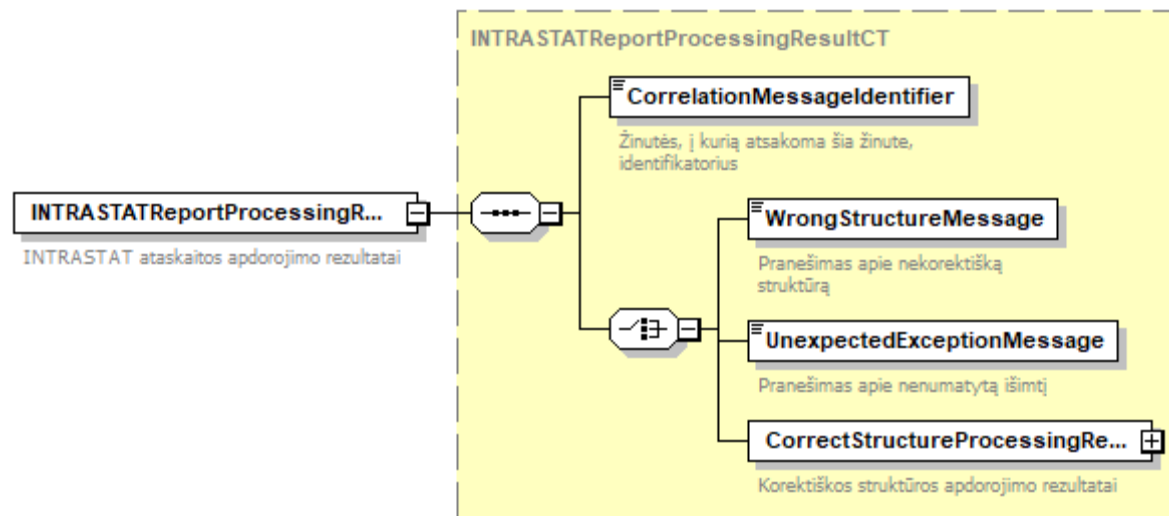 INTRASTATReportProcessingResultCT
CorrelationMessageIdentifier
Žinutės, į kurią atsakoma šia žinute,
identifikatorius
INTRASTATReportProcessingR...
INTRASTAT ataskaitos apdorojimo rezultatai
WrongStructureMessage
Pranešimas apie nekorektišką
struktūrą
UnexpectedExceptionMessage
Pranešimas apie nenumatytą išimtį
CorrectStructureProcessingRe...
Korektiškos struktūros apdorojimo rezultatai